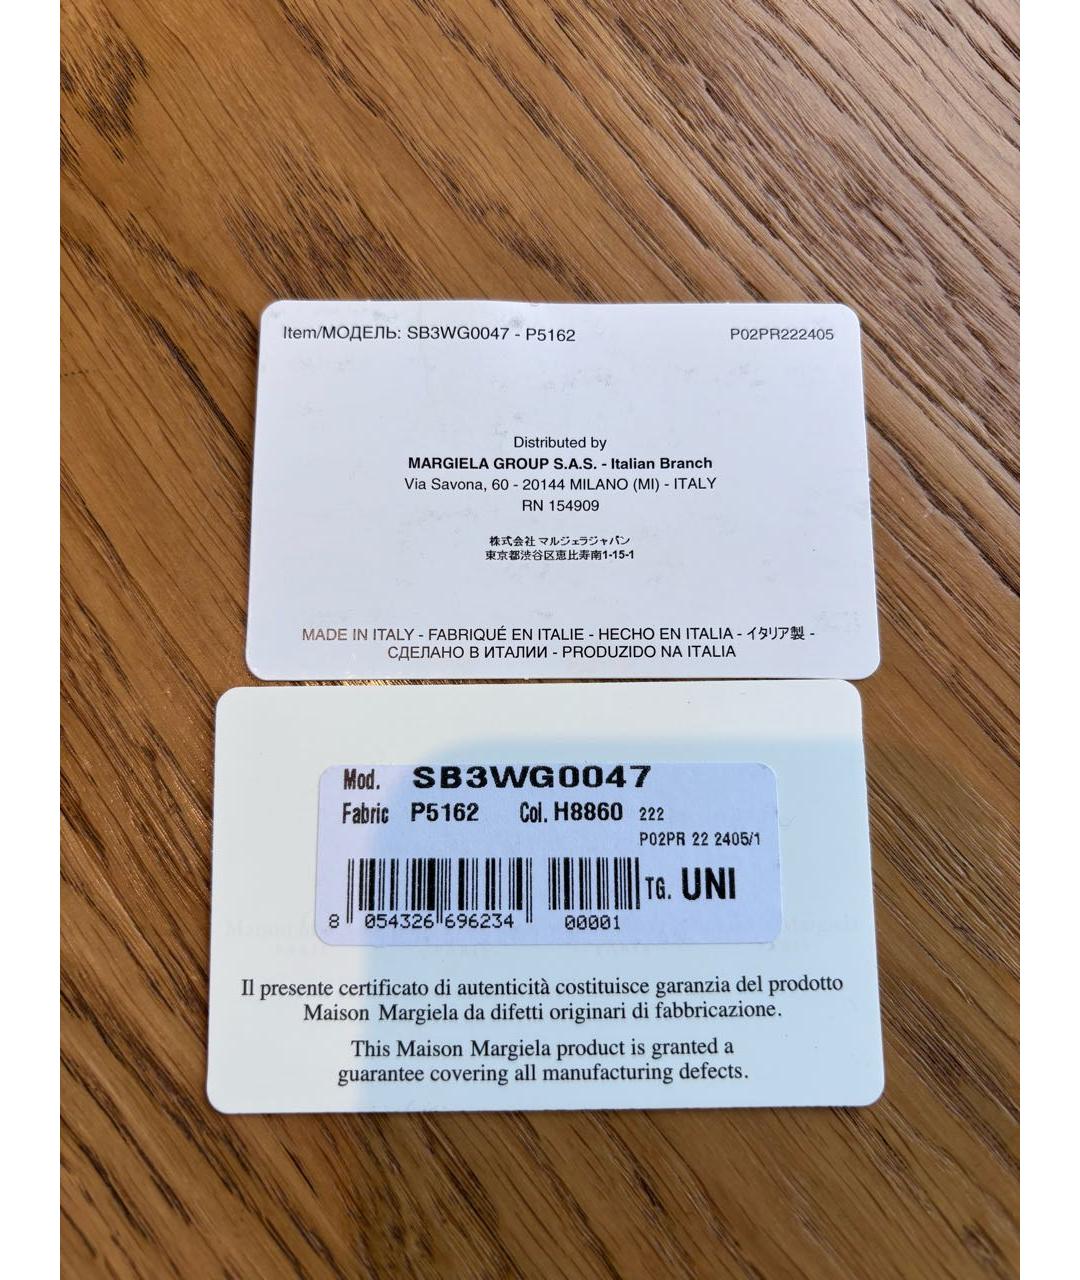 Item/МОДЕЛЬ: SB3WG0047 - P5162 P02PR222405
Distributed by
MARGIELA GROUP S.A.S. - Italian Branch
Via Savona, 60 - 20144 MILANO (MI) - ITALY
RN 154909
株式会社 マルジェラジャパン
東京都渋谷区恵比寿南1-15-1
MADE IN ITALY - FABRIQUÉ EN ITALIE - HECHO EN ITALIA - イタリア製 -
СДЕЛАНО В ИТАЛИИ - PRODUZIDO NA ITALIA
Mod. SB3WG0047
Fabric P5162 Col. H8860 222
P02PR 22 2405/1
TG. UNI
8 054326 696234 00001
Il presente certificato di autenticità costituisce garanzia del prodotto
Maison Margiela da difetti originari di fabbricazione.
This Maison Margiela product is granted a
guarantee covering all manufacturing defects.